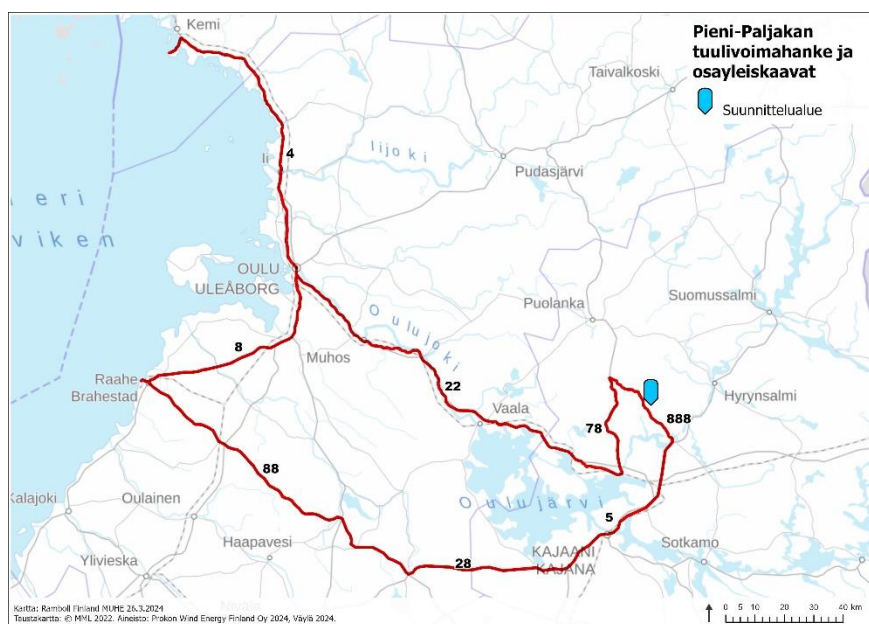 Pieni-Paljakan
tuulivoimahanke ja
osayleiskaavat
Suunnittelualue
Kemi
Taivalkoski
Ii
4
Iijoki
Pudasjärvi
eri
viken
OULU
ULEÅBORG
Oulujoki
Puolanka
Suomussalmi
8
Muhos
Raahe
Brahestad
22
Vaala
Hyrynsalmi
78
888
88
Kalajoki
Oulainen
Oulujärvi
5
Haapavesi
KAJAANI
KAJANA
Sotkamo
Ylivieska
28
Kartta: Ramboll Finland MUHE 26.3.2024
Taustakartta: © MML 2022. Aineisto: Prokon Wind Energy Finland Oy 2024, Väylä 2024.
0 5 10 20 30 40 km